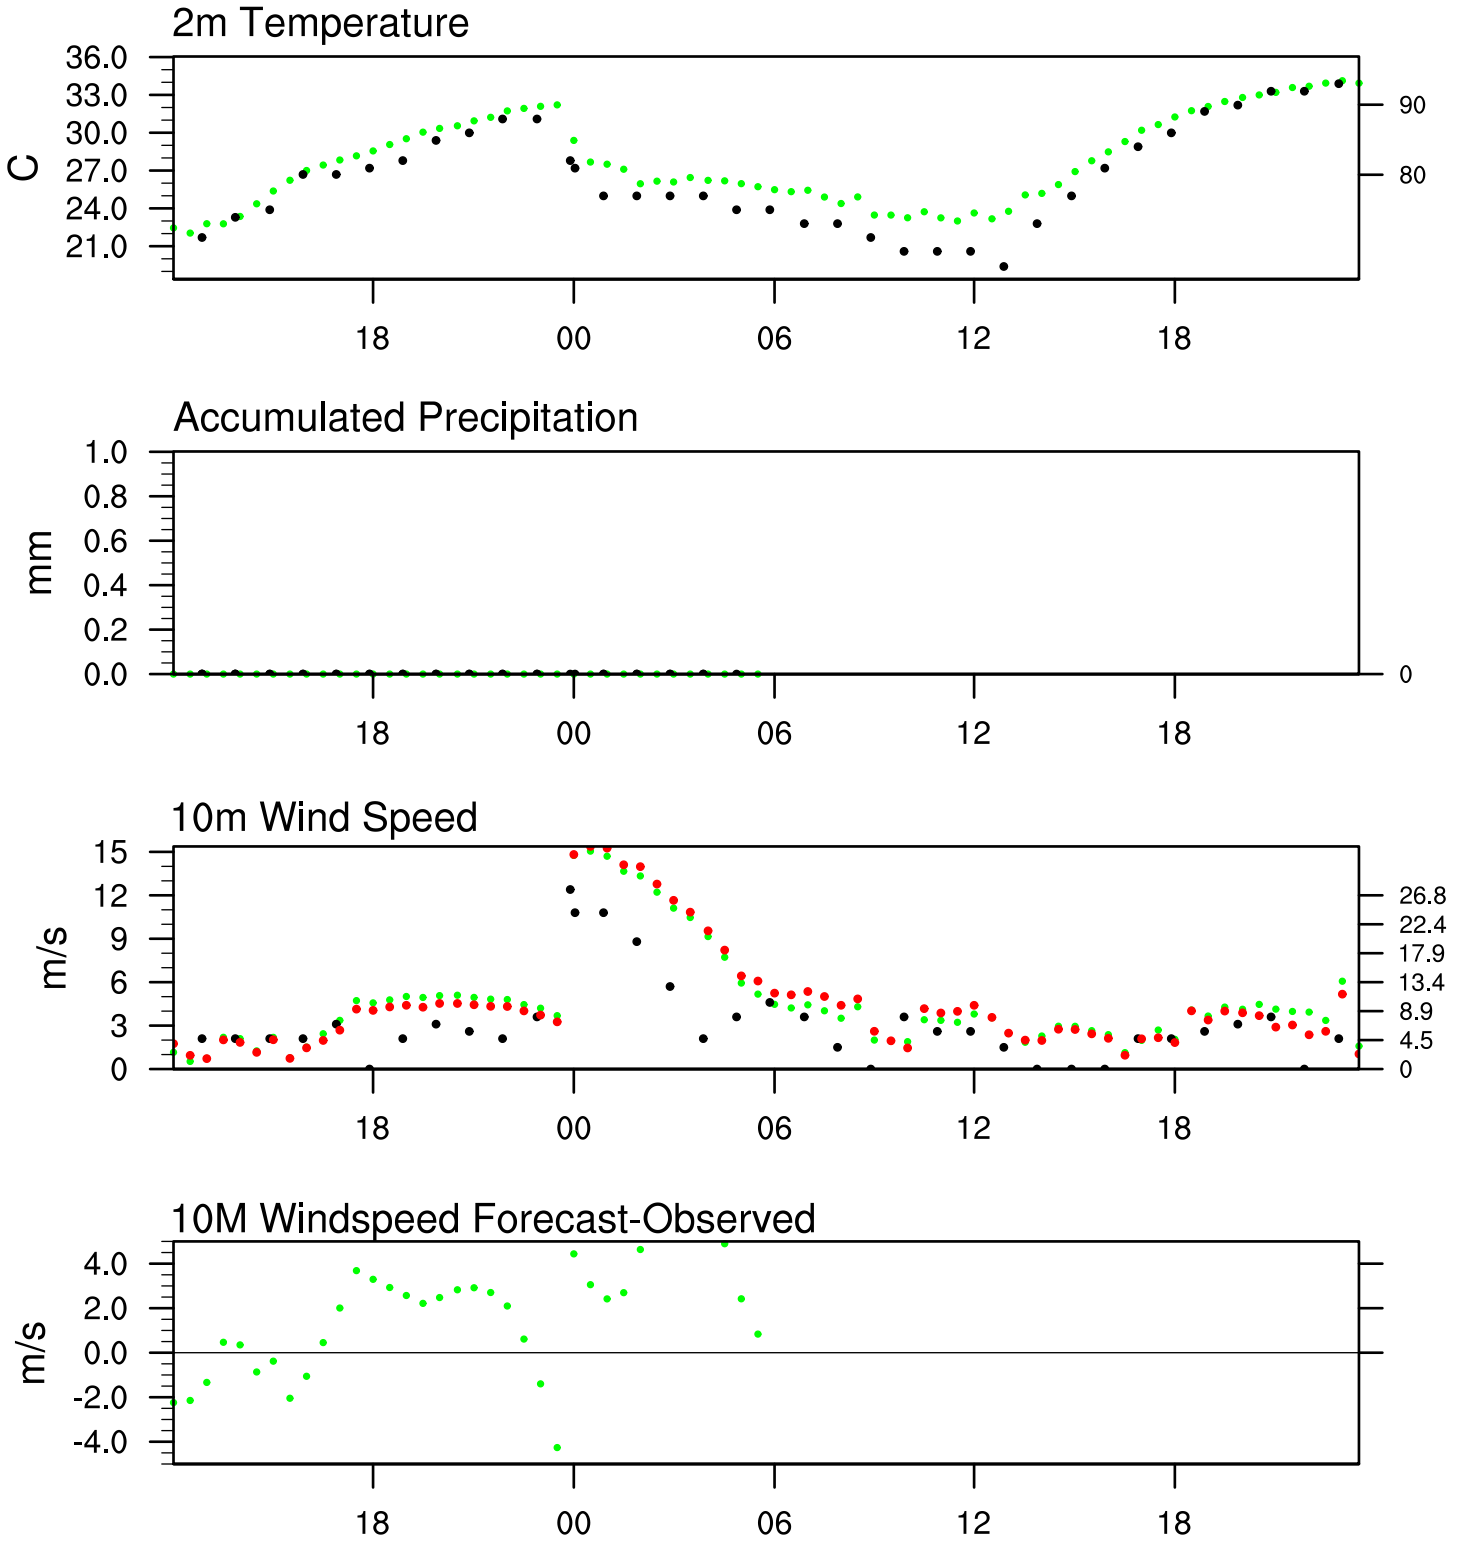 2m Temperature
36.0
33.0
30.0
27.0
24.0
21.0
C
90
80
18 00 06 12 18
Accumulated Precipitation
1.0
0.8
0.6
0.4
0.2
0.0
mm
0
18 00 06 12 18
10m Wind Speed
15
12
9
6
3
0
m/s
26.8
22.4
17.9
13.4
8.9
4.5
0
18 00 06 12 18
10M Windspeed Forecast-Observed
4.0
2.0
0.0
-2.0
-4.0
m/s
18 00 06 12 18